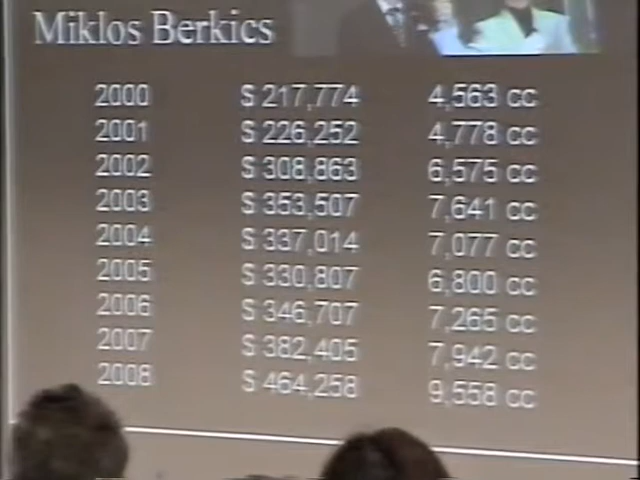 Miklos Berkics
2000 $ 217,774 4,563 cc
2001 $ 226,252 4,778 cc
2002 $ 308,863 6,575 cc
2003 $ 353,507 7,641 cc
2004 $ 337,014 7,077 cc
2005 $ 330,807 6,800 cc
2006 $ 346,707 7,265 cc
2007 $ 382,405 7,942 cc
2008 $ 464,258 9,558 cc